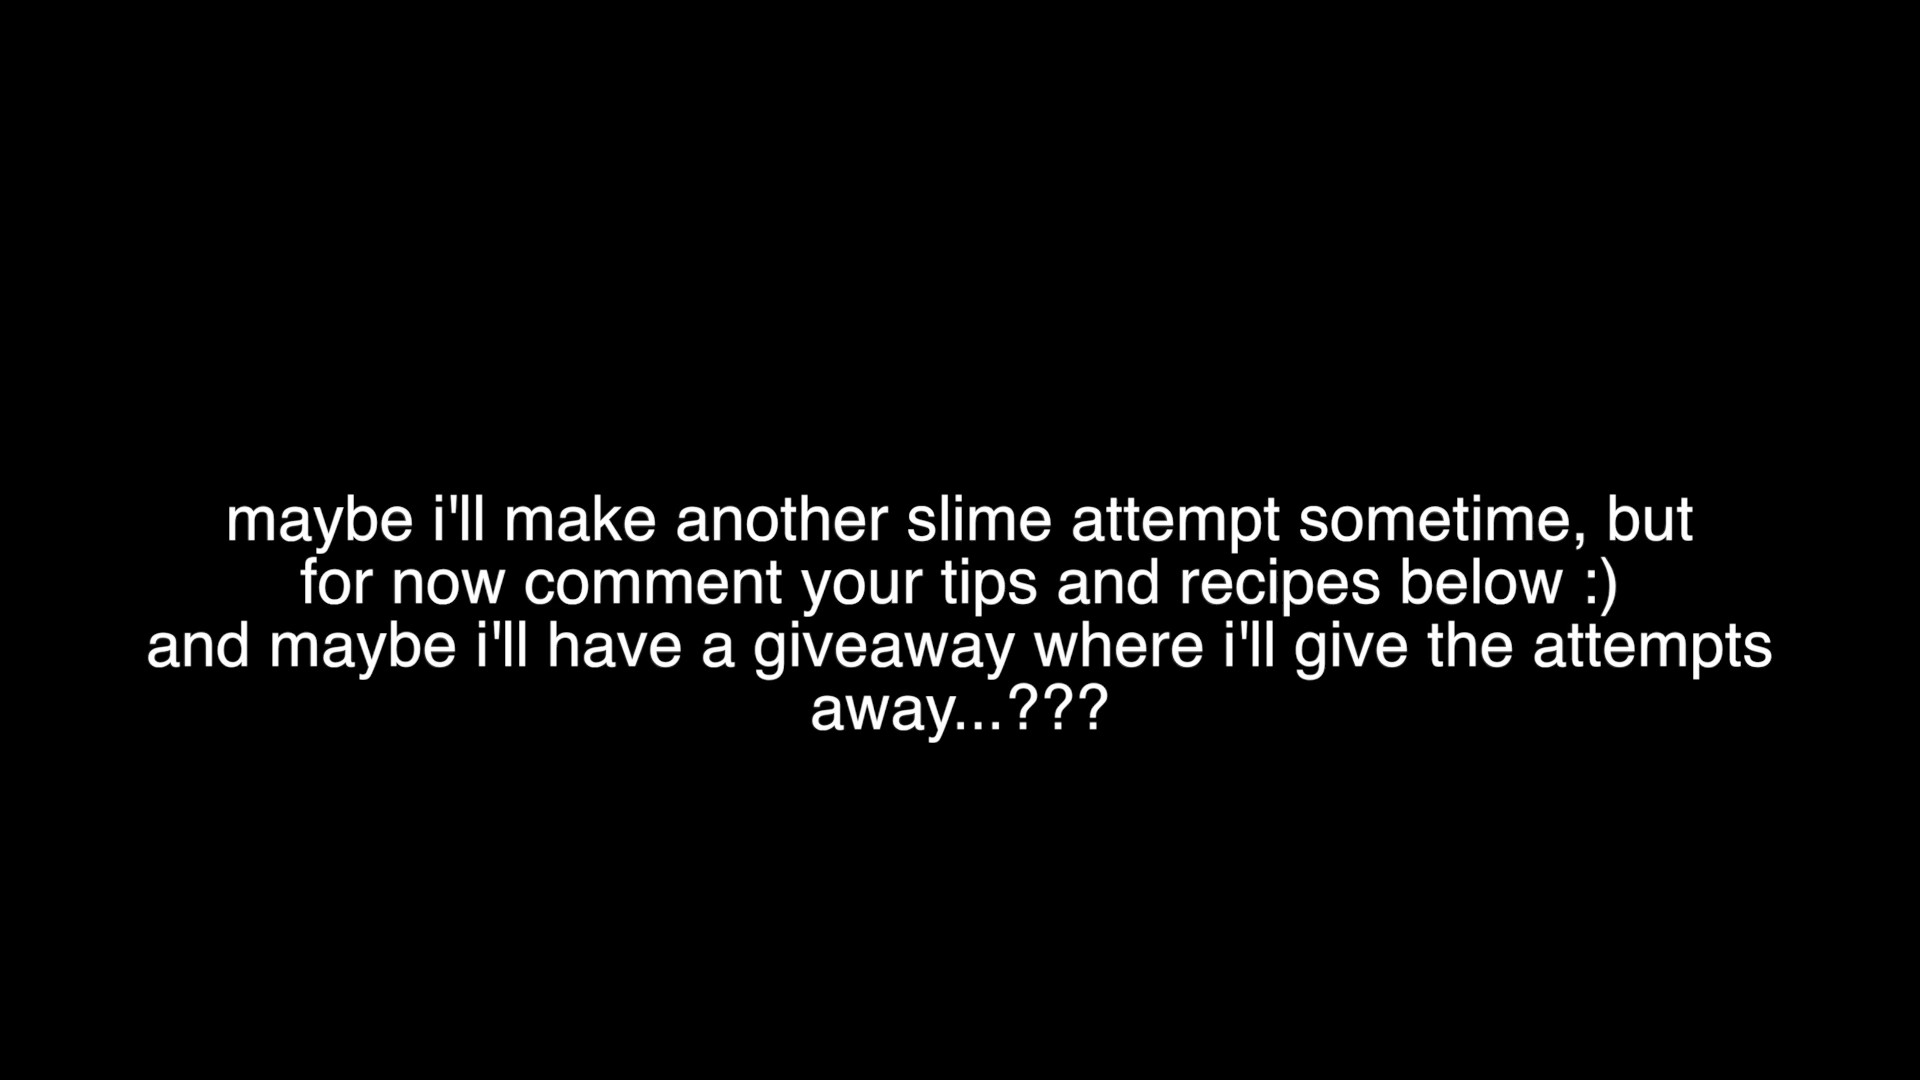 maybe i'll make another slime attempt sometime, but
for now comment your tips and recipes below :)
and maybe i'll have a giveaway where i'll give the attempts
away...???